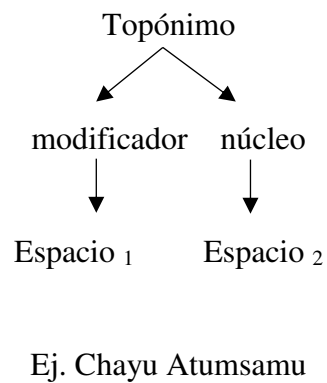 Topónimo
modificador núcleo
Espacio 1 Espacio 2
Ej. Chayu Atumsamu